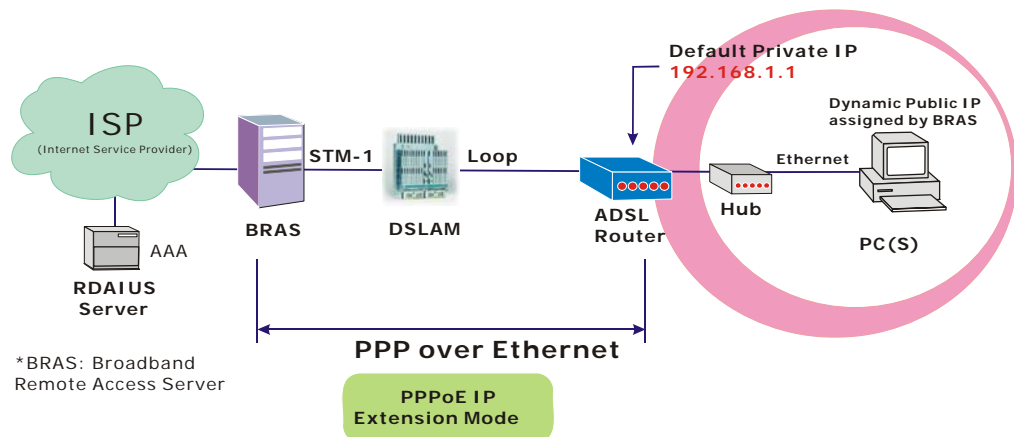 Default Private IP
192.168.1.1
ISP
(Internet Service Provider)
Dynamic Public IP
assigned by BRAS
STM-1
Loop
Ethernet
BRAS
DSLAM
ADSL
Router
Hub
PC(S)
AAA
RDAIUS
Server
PPP over Ethernet
*BRAS: Broadband
Remote Access Server
PPPoE IP
Extension Mode